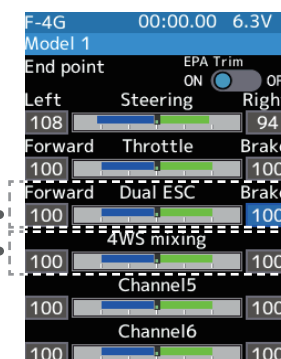 F-4G 00:00.00 6.3V
Model 1
End point EPA Trim
ON OF
Left Steering Righ
108 94
Forward Throttle Brake
100 100
Forward Dual ESC Brake
100 100
4WS mixing
100 100
Channel5
100 100
Channel6
100 100